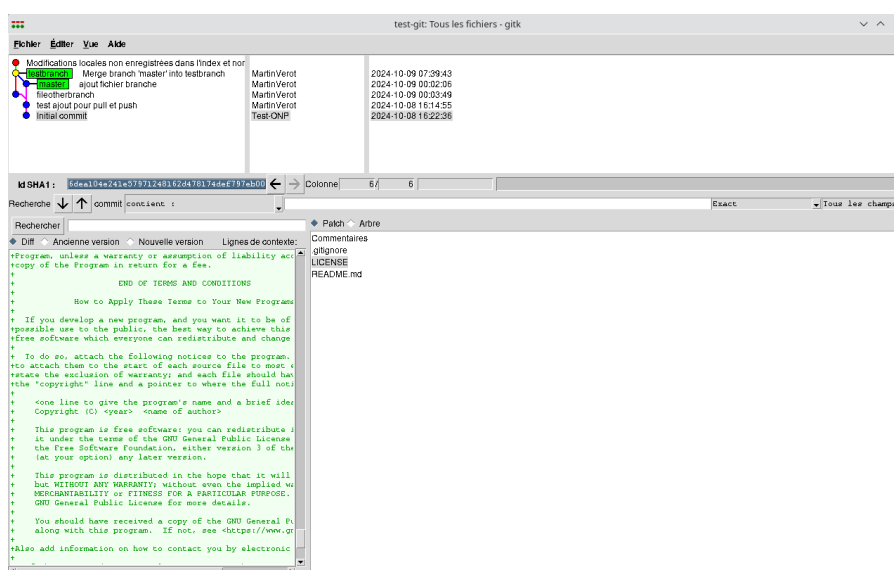 test-git: Tous les fichiers - gitk
Fichier Éditer Vue Aide
Modifications locales non enregistrées dans l'index et non
testbranch Merge branch 'master' into testbranch MartinVerot 2024-10-09 07:39:43
master ajout fichier branche MartinVerot 2024-10-09 00:02:06
fileotherbranch MartinVerot 2024-10-09 00:03:49
test ajout pour pull et push MartinVerot 2024-10-08 16:14:55
Initial commit Test-ONP 2024-10-08 16:22:36
Id SHA1 : 6dea104e241e57971248162d478174def797eb00 Colonne 6/ 6
Recherche commit contient : Exact Tous les champs
Rechercher
Patch Arbre
Diff Ancienne version Nouvelle version Lignes de contexte:
Commentaires
.gitignore
LICENSE
README.md
+Program, unless a warranty or assumption of liability acc
+copy of the Program in return for a fee.
+
+ END OF TERMS AND CONDITIONS
+
+ How to Apply These Terms to Your New Programs
+
+ If you develop a new program, and you want it to be of
+possible use to the public, the best way to achieve this
+free software which everyone can redistribute and change
+
+ To do so, attach the following notices to the program.
+to attach them to the start of each source file to most e
+state the exclusion of warranty; and each file should hav
+the "copyright" line and a pointer to where the full noti
+
+ <one line to give the program's name and a brief idea
+ Copyright (C) <year> <name of author>
+
+ This program is free software: you can redistribute i
+ it under the terms of the GNU General Public License
+ the Free Software Foundation, either version 3 of the
+ (at your option) any later version.
+
+ This program is distributed in the hope that it will
+ but WITHOUT ANY WARRANTY; without even the implied wa
+ MERCHANTABILITY or FITNESS FOR A PARTICULAR PURPOSE.
+ GNU General Public License for more details.
+
+ You should have received a copy of the GNU General Pu
+ along with this program. If not, see <https://www.gn
+
+Also add information on how to contact you by electronic
+